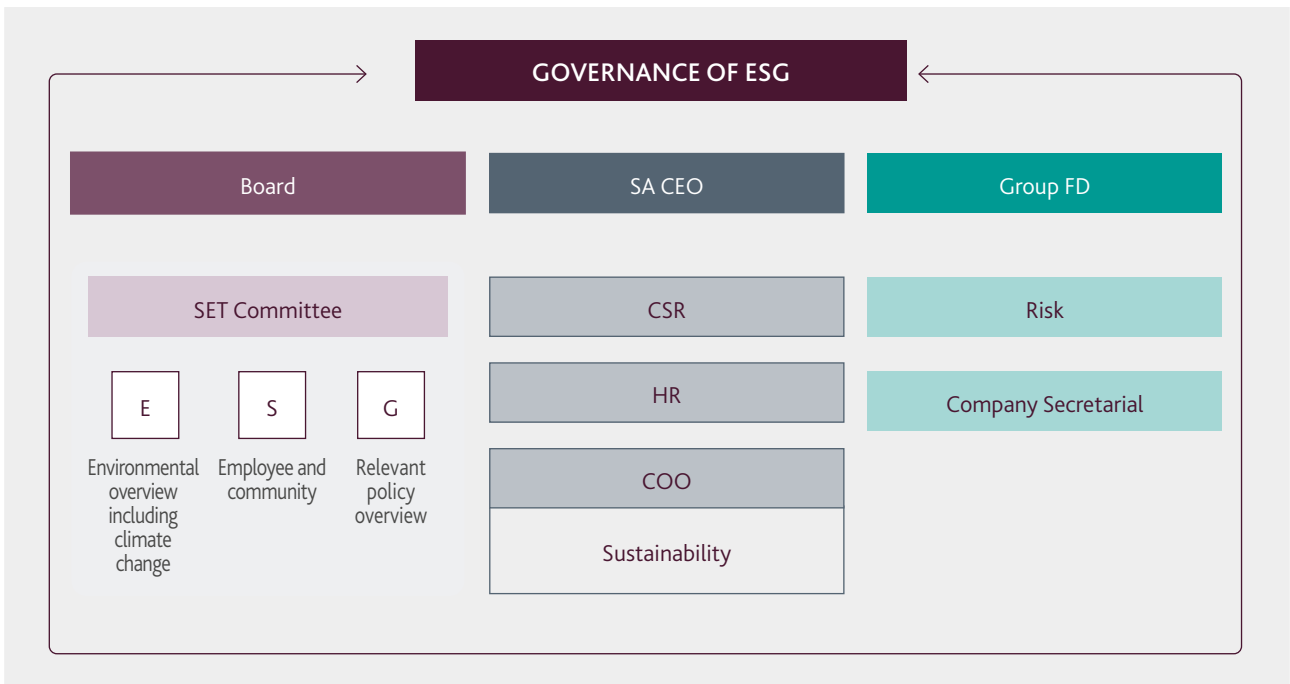 GOVERNANCE OF ESG
Board
SET Committee
E
Environmental
overview
including
climate
change
S
Employee and
community
G
Relevant
policy
overview
SA CEO
CSR
HR
COO
Sustainability
Group FD
Risk
Company Secretarial